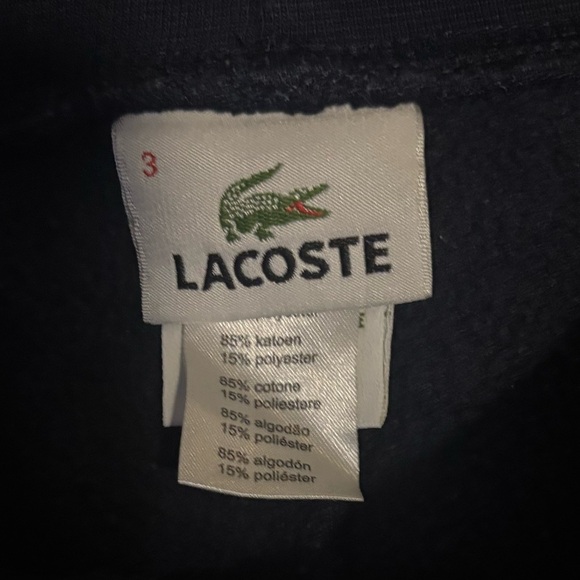 3
LACOSTE
85% katoen
15% polyester
85% cotone
15% poliestere
85% algodão
15% poliéster
85% algodón
15% poliéster